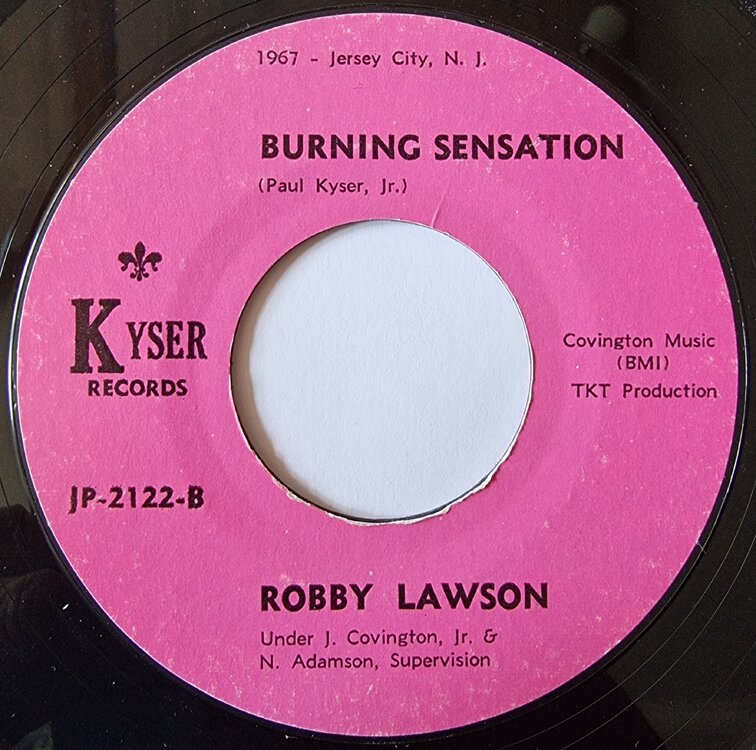 1967 - Jersey City, N. J.
BURNING SENSATION
(Paul Kyser, Jr.)
KYSER
RECORDS
Covington Music
(BMI)
TKT Production
JP-2122-B
ROBBY LAWSON
Under J. Covington, Jr. &
N. Adamson, Supervision